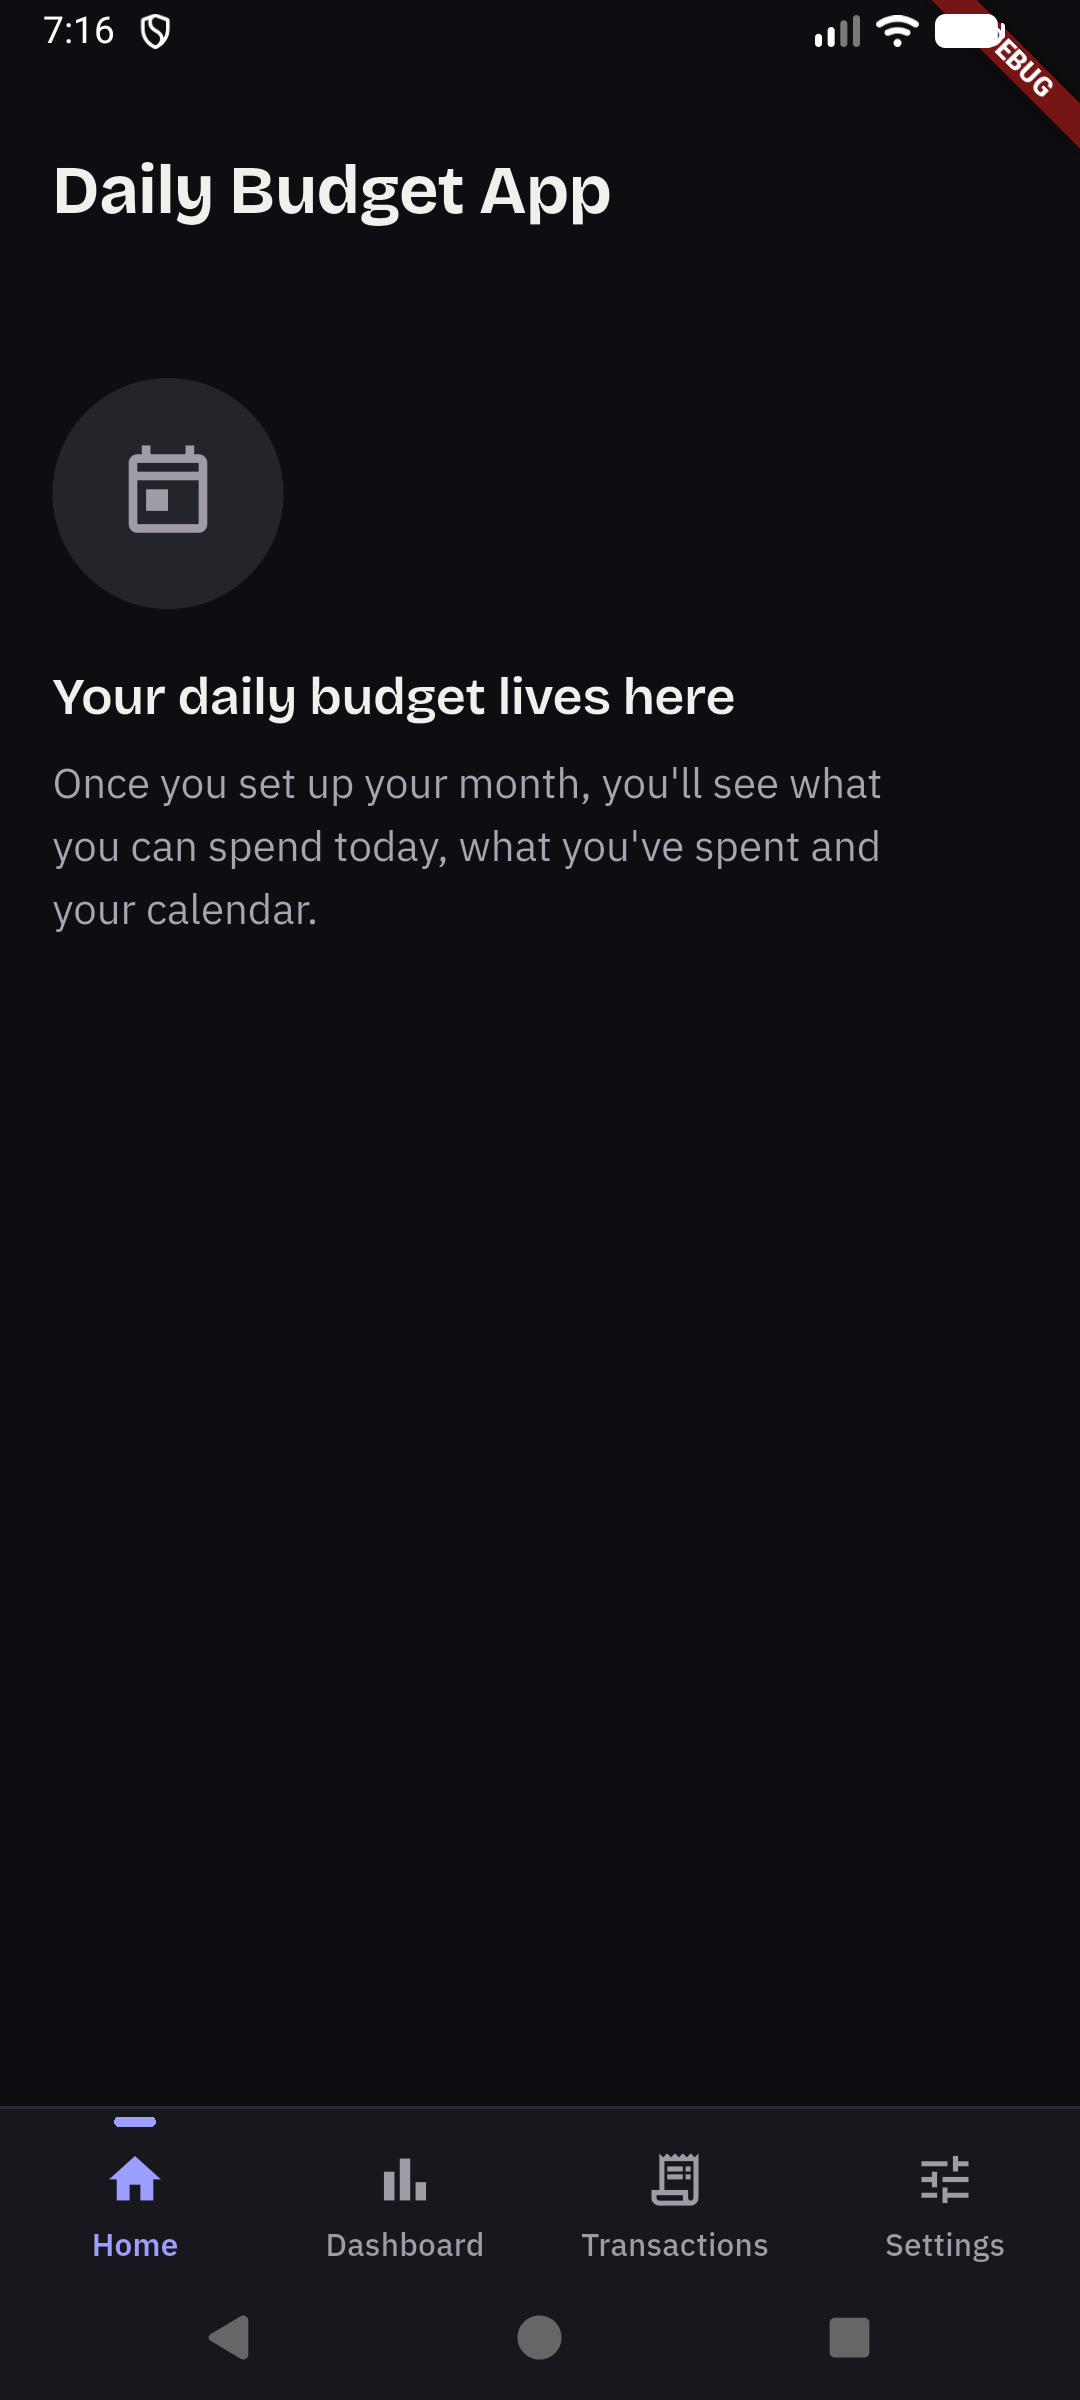 7:16
DEBUG
Daily Budget App
Your daily budget lives here
Once you set up your month, you'll see what
you can spend today, what you've spent and
your calendar.
Home
Dashboard
Transactions
Settings